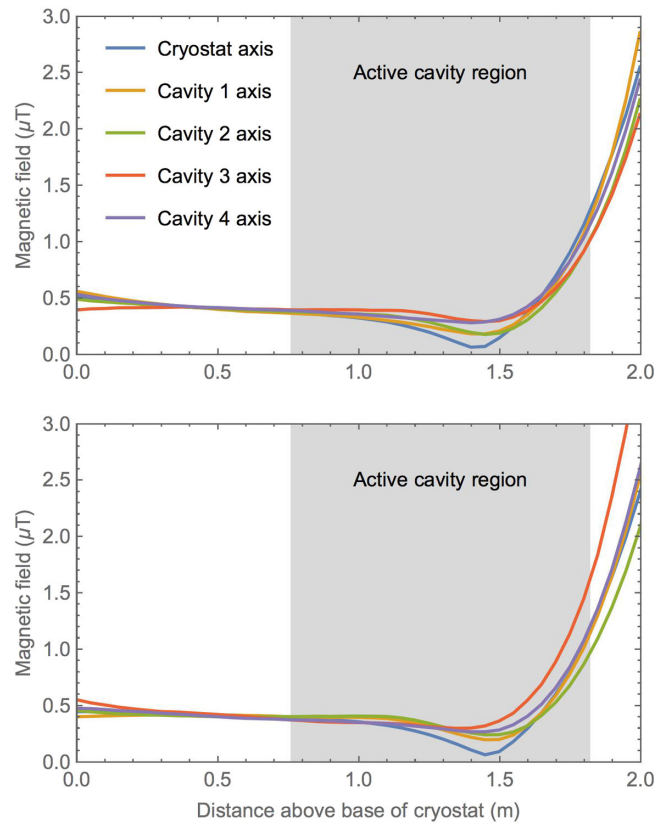 3.0
2.5
2.0
1.5
1.0
0.5
0.0
Magnetic field (μT)
Cryostat axis
Cavity 1 axis
Cavity 2 axis
Cavity 3 axis
Cavity 4 axis
Active cavity region
0.0 0.5 1.0 1.5 2.0
3.0
2.5
2.0
1.5
1.0
0.5
0.0
Magnetic field (μT)
Active cavity region
0.0 0.5 1.0 1.5 2.0
Distance above base of cryostat (m)